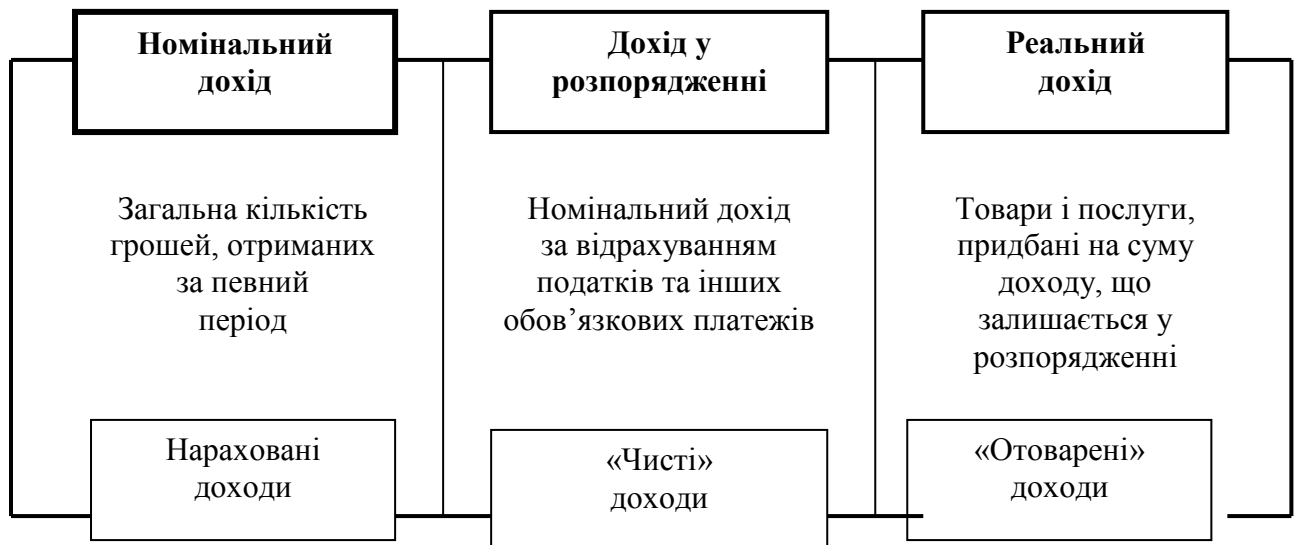 Номінальний
дохід
Дохід у
розпорядженні
Реальний
дохід
Загальна кількість
грошей, отриманих
за певний
період
Номінальний дохід
за відрахуванням
податків та інших
обов’язкових платежів
Товари і послуги,
придбані на суму
доходу, що
залишається у
розпорядженні
Нараховані
доходи
«Чисті»
доходи
«Отоварені»
доходи